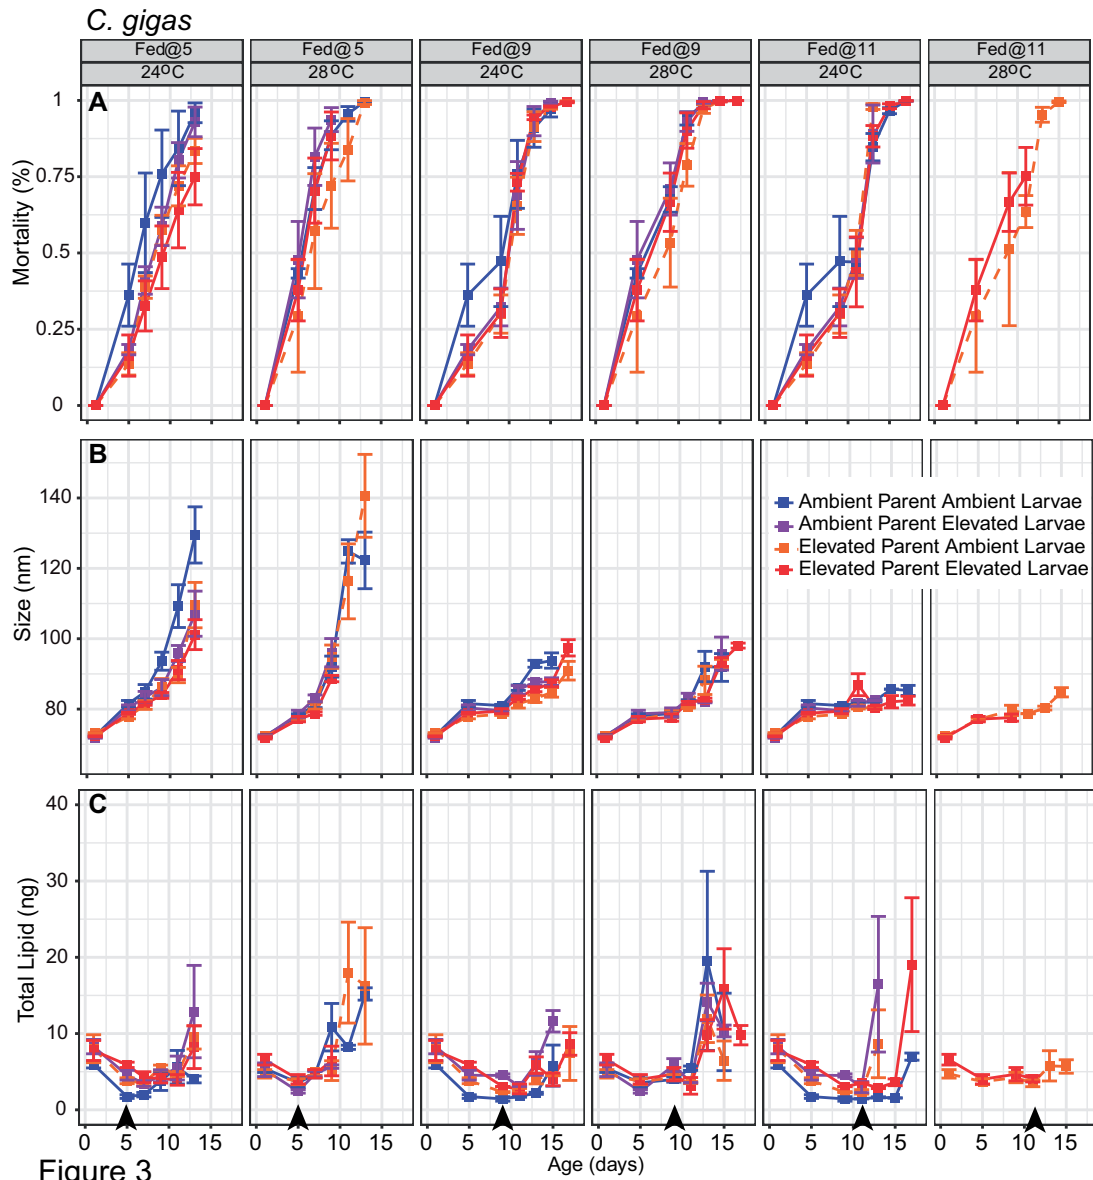 C. gigas
Fed@5 Fed@5 Fed@9 Fed@9 Fed@11 Fed@11
24°C 28°C 24°C 28°C 24°C 28°C
A
1
0.75
0.5
0.25
0
Mortality (%)
B
140
120
100
80
Size (nm)
Ambient Parent Ambient Larvae
Ambient Parent Elevated Larvae
Elevated Parent Ambient Larvae
Elevated Parent Elevated Larvae
C
40
30
20
10
0
Total Lipid (ng)
0 5 10 15 0 5 10 15 0 5 10 15 0 5 10 15 0 5 10 15 0 5 10 15
Age (days)
Figure 3